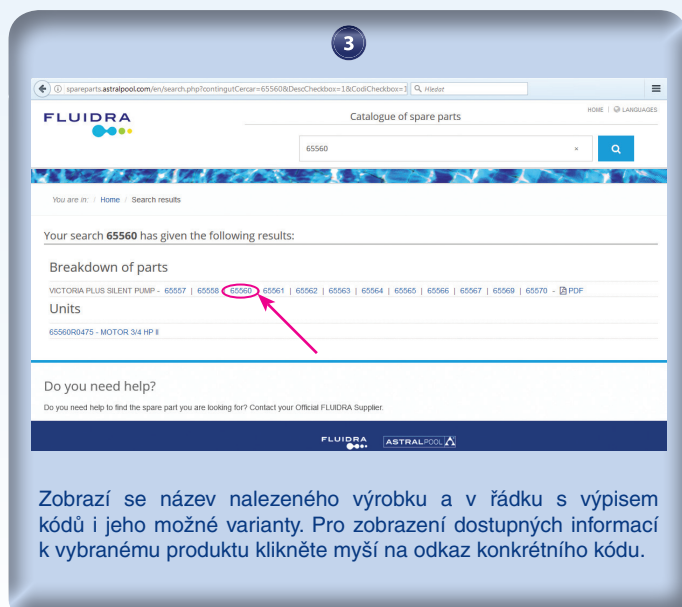 3
spareparts.astralpool.com/en/search.php?contingutCercar=65560&DescCheckbox=1&CodiCheckbox=1
Hledat
FLUIDRA
Catalogue of spare parts
HOME | LANGUAGES
65560 ×
You are in: / Home / Search results
Your search 65560 has given the following results:
Breakdown of parts
VICTORIA PLUS SILENT PUMP - 65557 | 65558 | 65560 | 65561 | 65562 | 65563 | 65564 | 65565 | 65566 | 65567 | 65569 | 65570 - PDF
Units
65560R0475 - MOTOR 3/4 HP II
Do you need help?
Do you need help to find the spare part you are looking for? Contact your Official FLUIDRA Supplier.
FLUIDRA ASTRALPOOL
Zobrazí se název nalezeného výrobku a v řádku s výpisem
kódů i jeho možné varianty. Pro zobrazení dostupných informací
k vybranému produktu klikněte myší na odkaz konkrétního kódu.